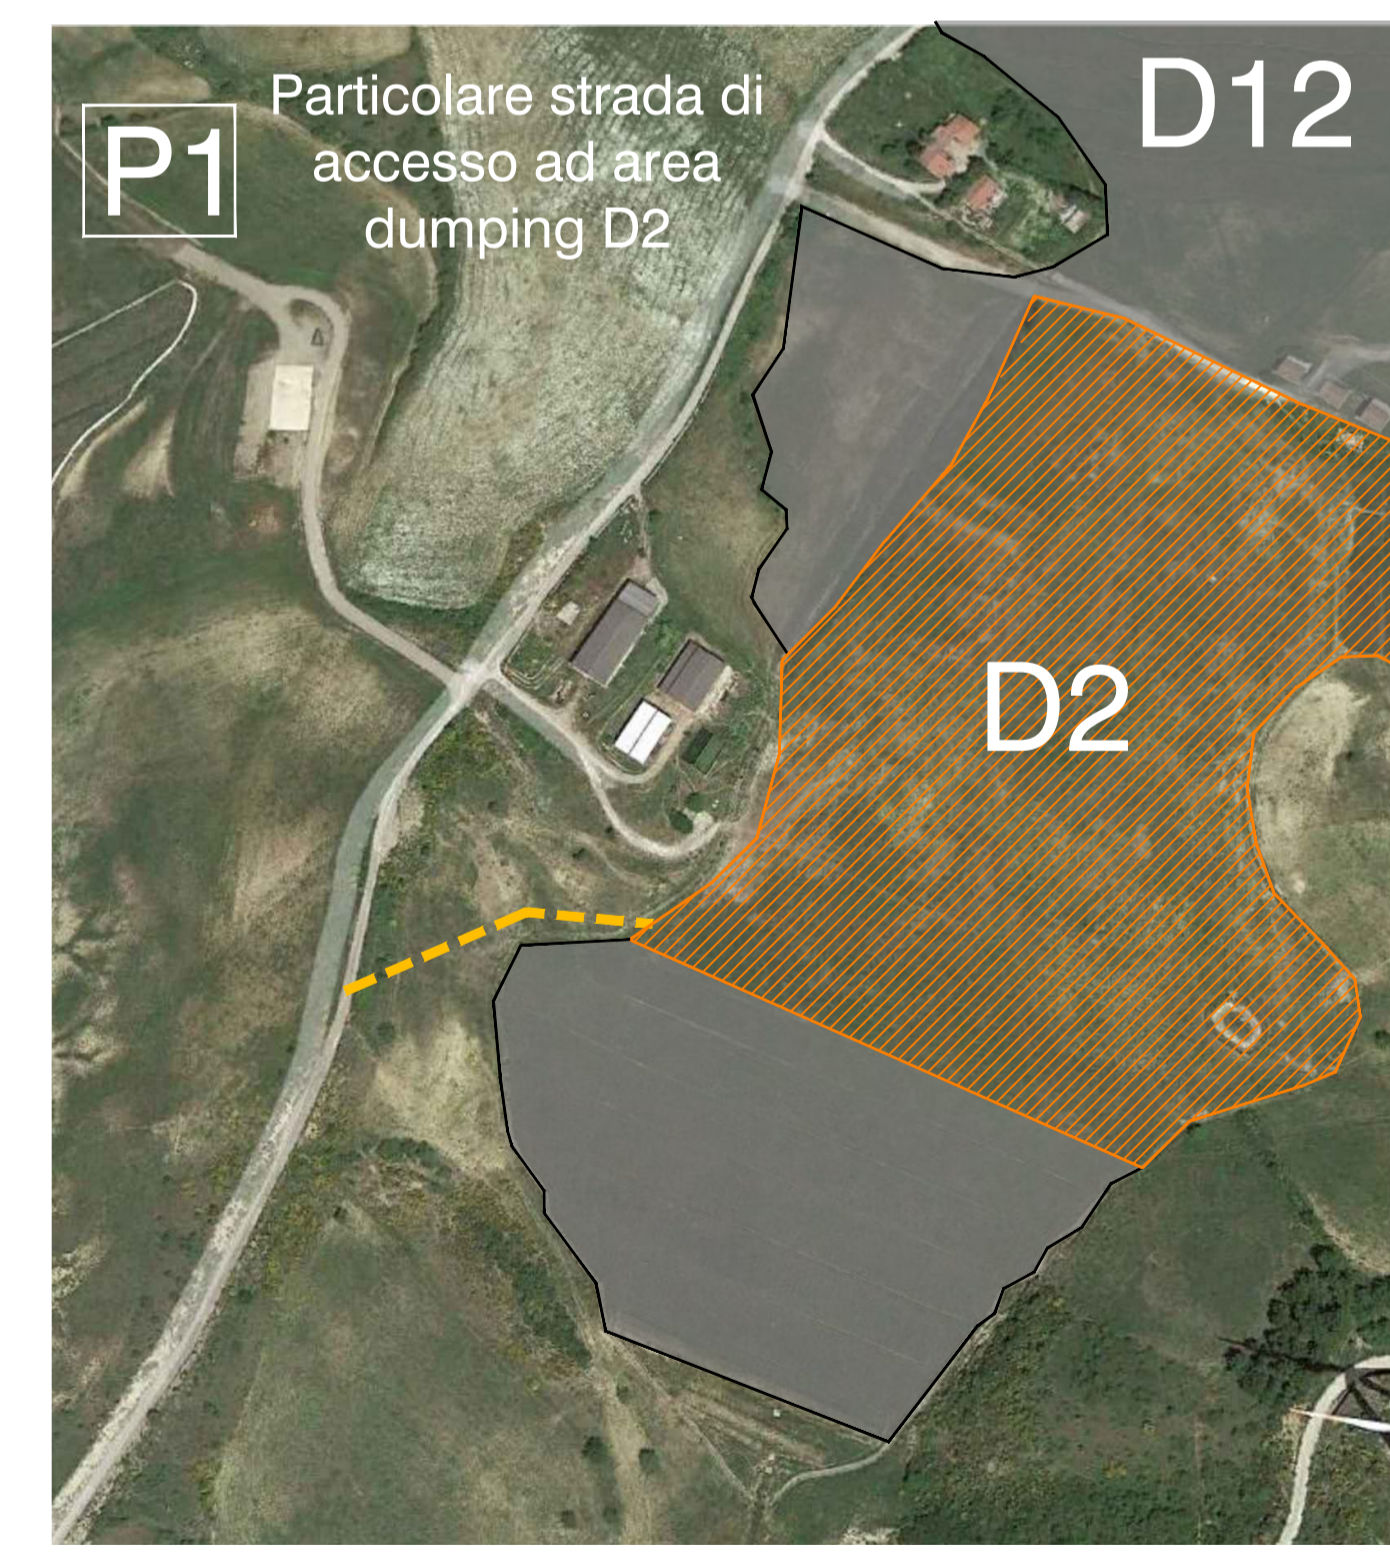 P1
Particolare strada di
accesso ad area
dumping D2
D12
D2